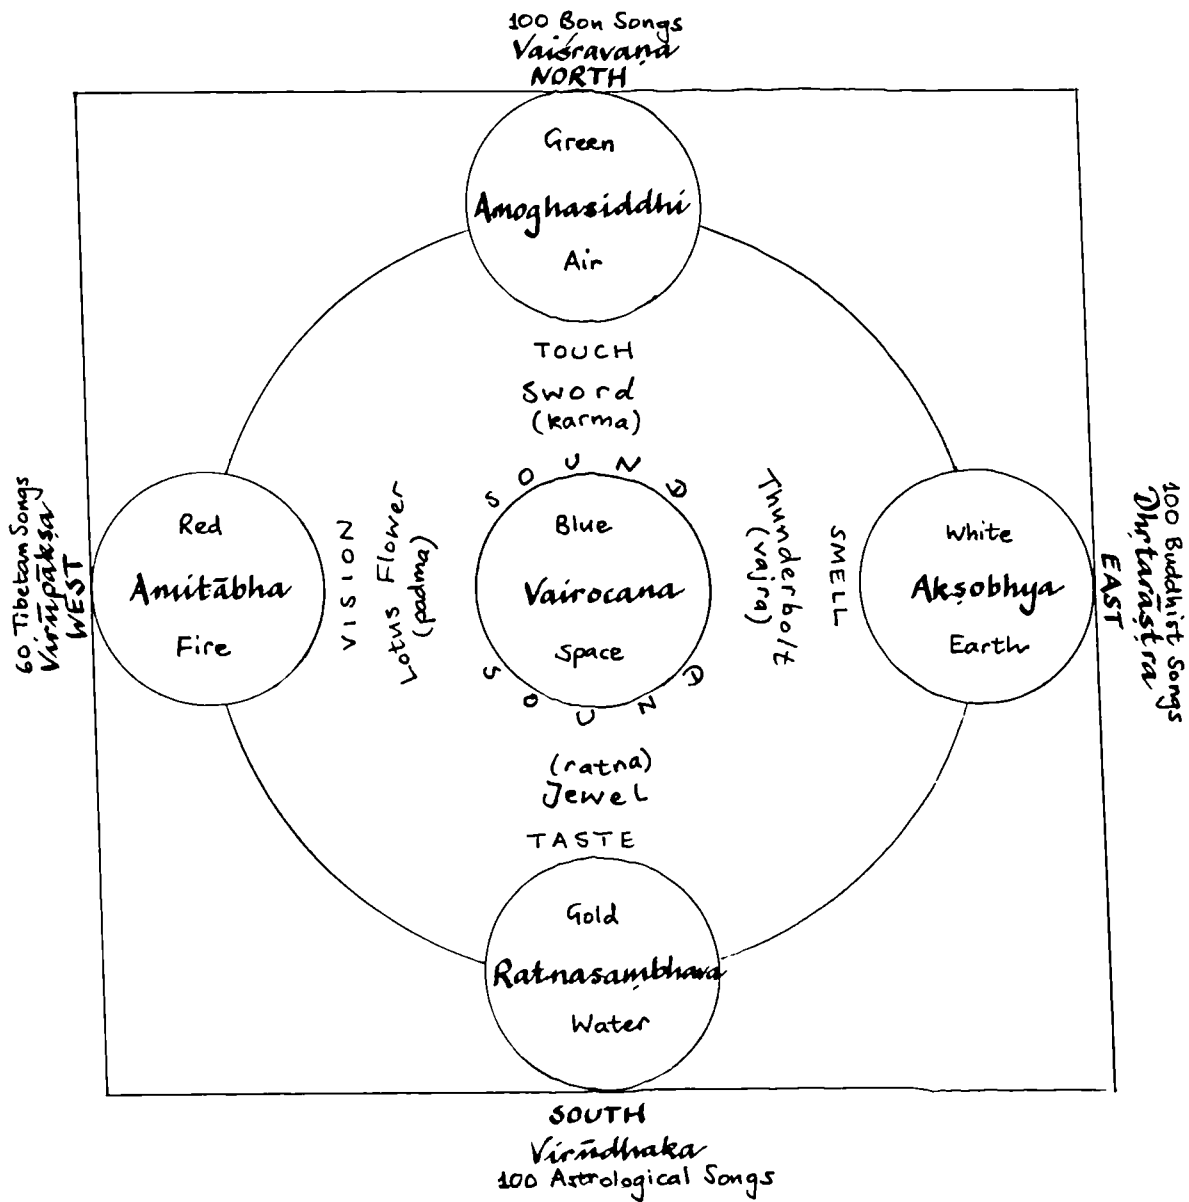 100 Bon Songs
Vaiśravaṇa
NORTH
Green
Amoghasiddhi
Air
TOUCH
Sword
(karma)
60 Tibetan Songs
Virūpākṣa
WEST
Red
Amitābha
Fire
VISION
Lotus Flower
(padma)
SOUND
Blue
Vairocana
Space
SOUND
Thunderbolt
(vajra)
SMELL
White
Akṣobhya
Earth
EAST
Dhṛtarāṣṭra
100 Buddhist Songs
(ratna)
Jewel
TASTE
Gold
Ratnasaṃbhava
Water
SOUTH
Virūdhaka
100 Astrological Songs